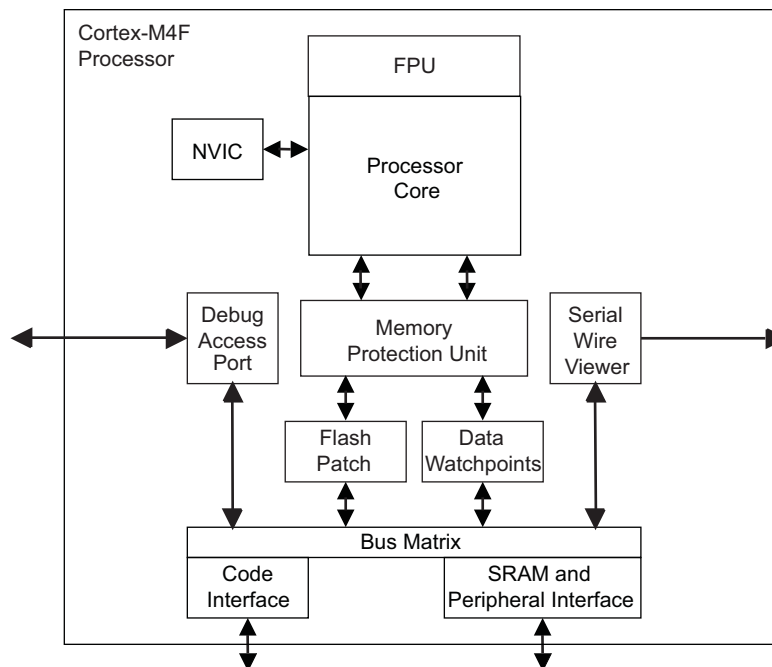 Cortex-M4F
Processor
FPU
NVIC
Processor
Core
Debug
Access
Port
Memory
Protection Unit
Serial
Wire
Viewer
Flash
Patch
Data
Watchpoints
Bus Matrix
Code
Interface
SRAM and
Peripheral Interface